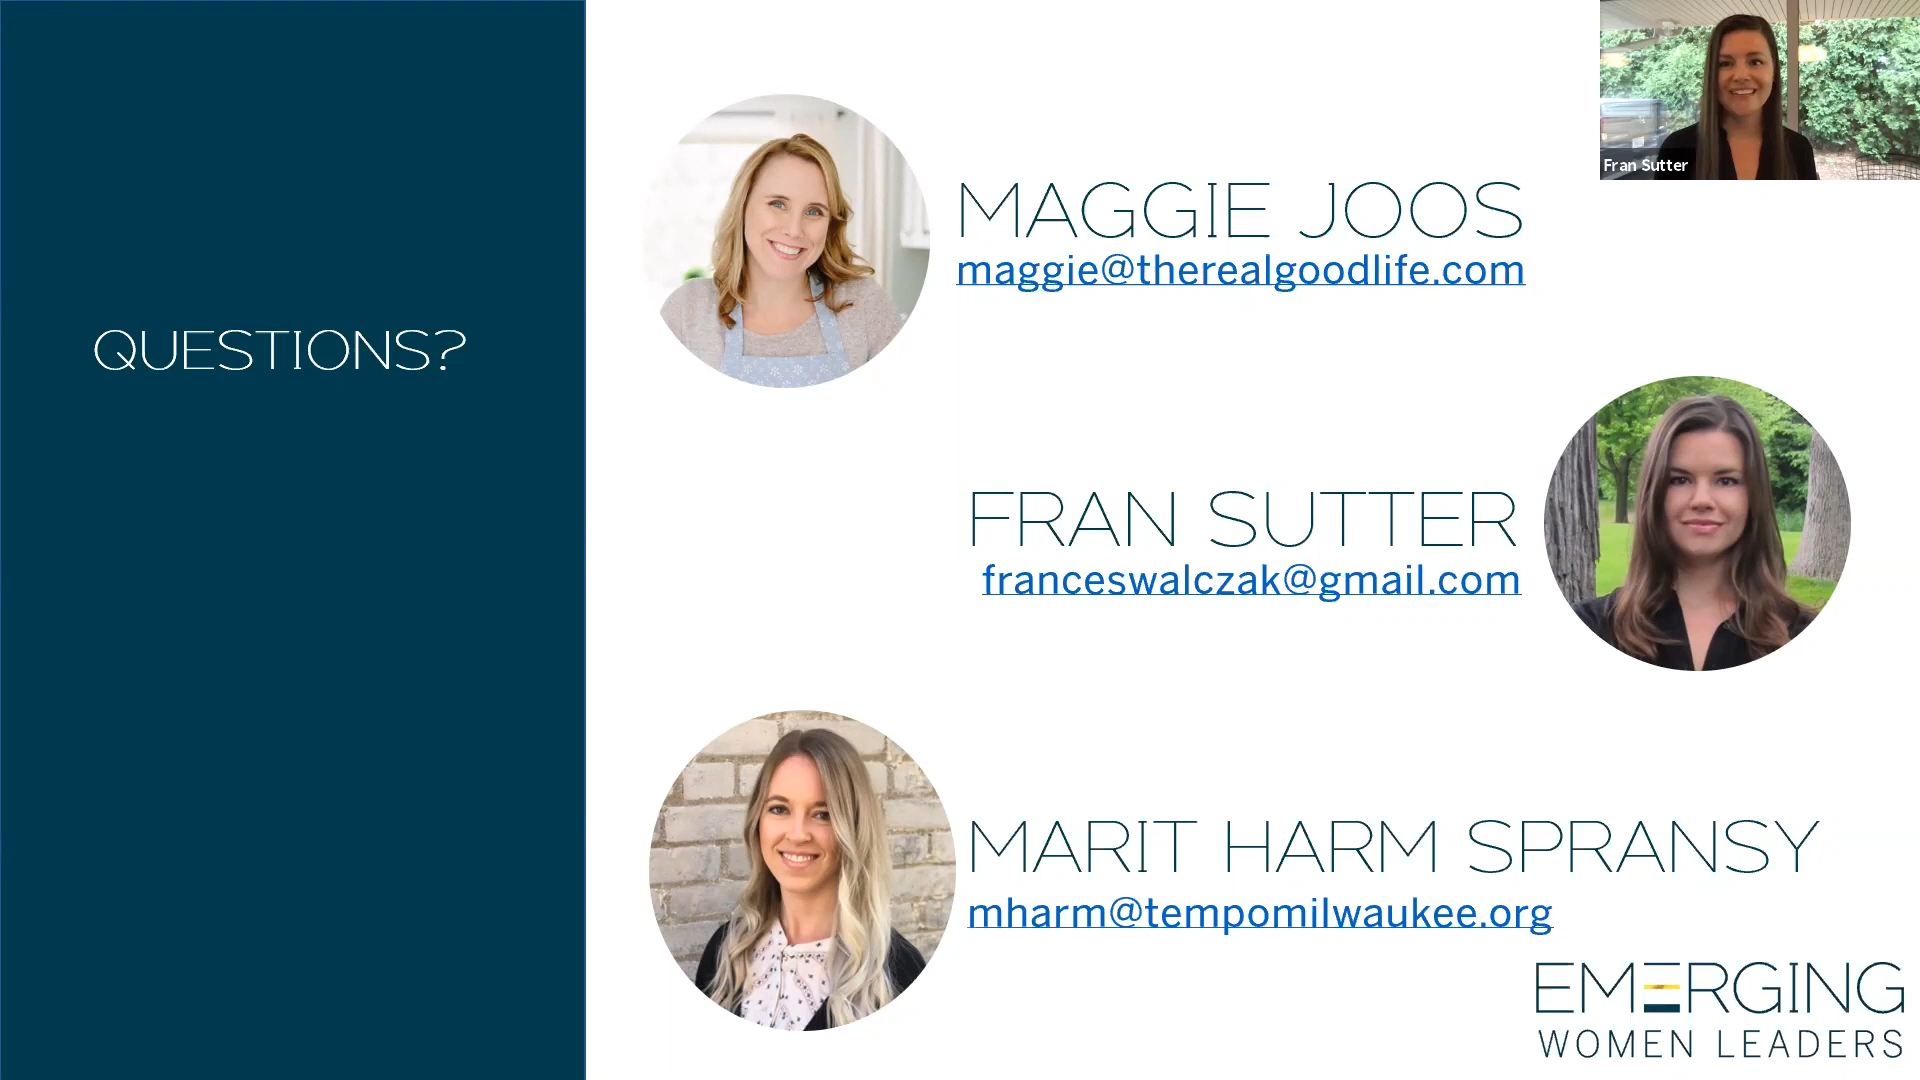 QUESTIONS?
Fran Sutter
MAGGIE JOOS
maggie@therealgoodlife.com
FRAN SUTTER
franceswalczak@gmail.com
MARIT HARM SPRANSY
mharm@tempomilwaukee.org
EMERGING
WOMEN LEADERS